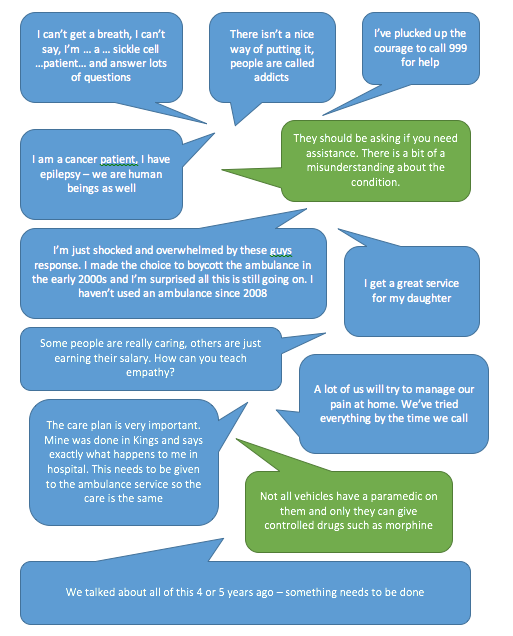 I can't get a breath, I can't
say, I'm … a … sickle cell
…patient… and answer lots
of questions
There isn't a nice
way of putting it,
people are called
addicts
I've plucked up the
courage to call 999
for help
I am a cancer patient, I have
epilepsy – we are human
beings as well
They should be asking if you need
assistance. There is a bit of a
misunderstanding about the
condition.
I'm just shocked and overwhelmed by these guys
response. I made the choice to boycott the ambulance in
the early 2000s and I'm surprised all this is still going on. I
haven't used an ambulance since 2008
I get a great service
for my daughter
Some people are really caring, others are just
earning their salary. How can you teach
empathy?
A lot of us will try to manage our
pain at home. We've tried
everything by the time we call
The care plan is very important.
Mine was done in Kings and says
exactly what happens to me in
hospital. This needs to be given
to the ambulance service so the
care is the same
Not all vehicles have a paramedic on
them and only they can give
controlled drugs such as morphine
We talked about all of this 4 or 5 years ago – something needs to be done